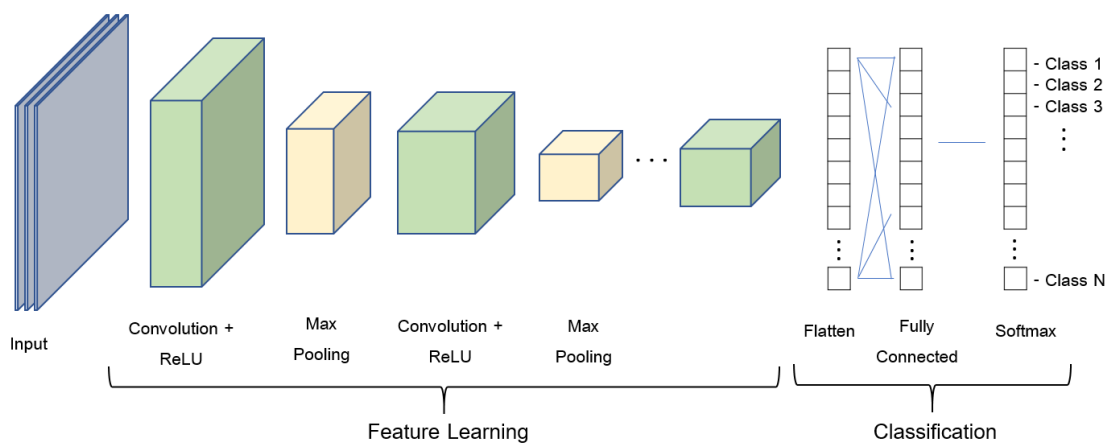 - Class 1
- Class 2
- Class 3
- Class N
Input
Convolution +
ReLU
Max
Pooling
Convolution +
ReLU
Max
Pooling
Flatten
Fully
Connected
Softmax
Feature Learning
Classification